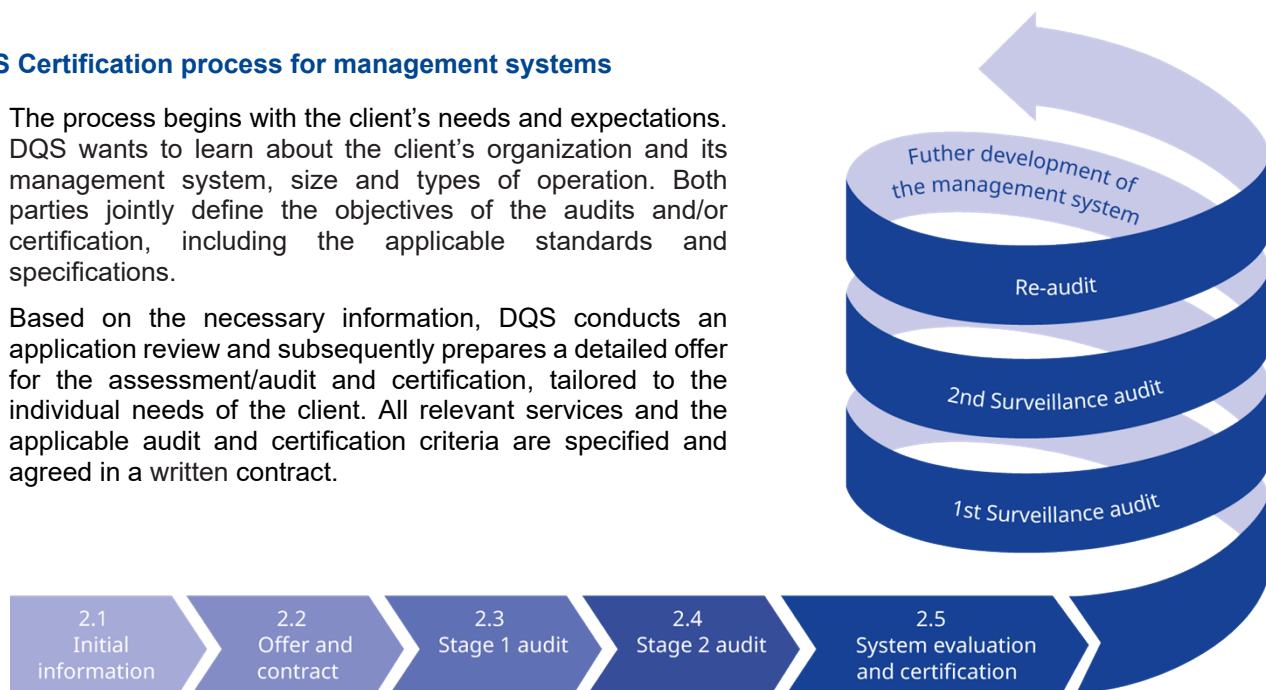 S Certification process for management systems
The process begins with the client’s needs and expectations.
DQS wants to learn about the client’s organization and its
management system, size and types of operation. Both
parties jointly define the objectives of the audits and/or
certification, including the applicable standards and
specifications.
Based on the necessary information, DQS conducts an
application review and subsequently prepares a detailed offer
for the assessment/audit and certification, tailored to the
individual needs of the client. All relevant services and the
applicable audit and certification criteria are specified and
agreed in a written contract.
Futher development of
the management system
Re-audit
2nd Surveillance audit
1st Surveillance audit
2.1
Initial
information
2.2
Offer and
contract
2.3
Stage 1 audit
2.4
Stage 2 audit
2.5
System evaluation
and certification